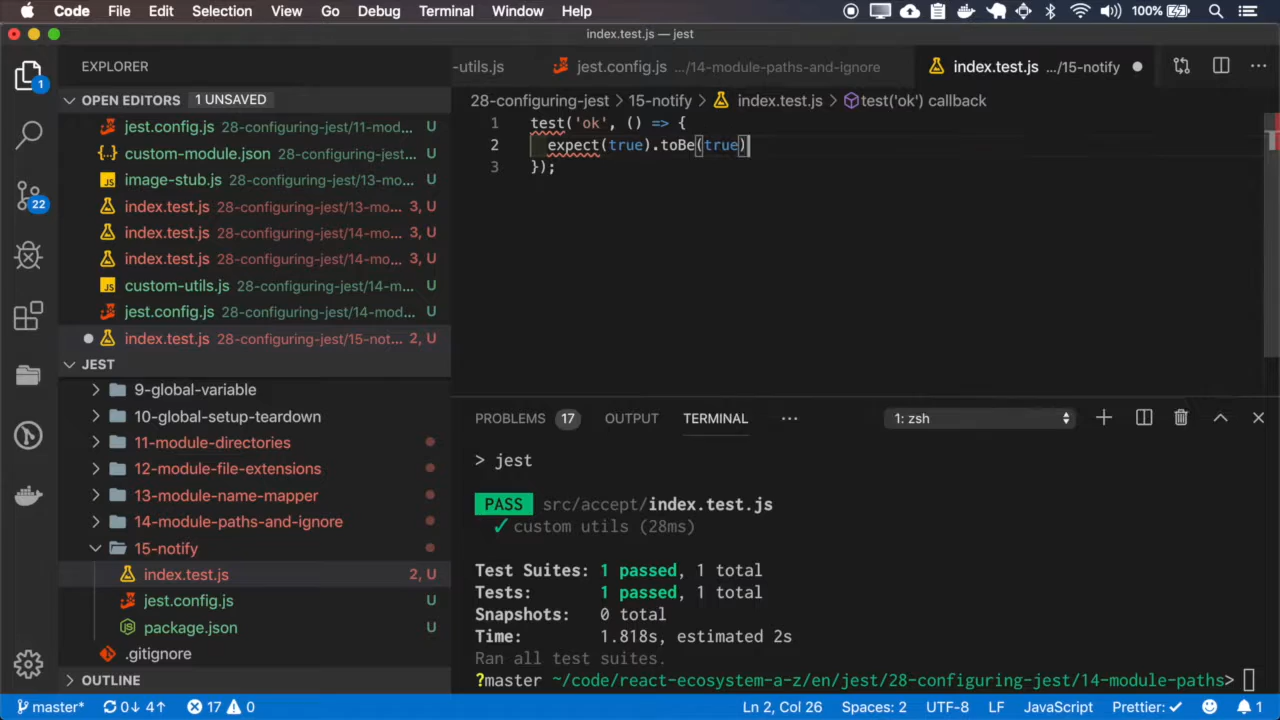 Code File Edit Selection View Go Debug Terminal Window Help 100%
index.test.js — jest
EXPLORER
-utils.js jest.config.js .../14-module-paths-and-ignore index.test.js .../15-notify
1
OPEN EDITORS 1 UNSAVED
28-configuring-jest > 15-notify > index.test.js > test('ok') callback
jest.config.js 28-configuring-jest/11-mod... U
custom-module.json 28-configuring-jest/... U
image-stub.js 28-configuring-jest/13-m... U
index.test.js 28-configuring-jest/13-mo... 3, U
22
index.test.js 28-configuring-jest/14-mo... 3, U
index.test.js 28-configuring-jest/14-mo... 3, U
custom-utils.js 28-configuring-jest/14-m... U
jest.config.js 28-configuring-jest/14-mod... U
index.test.js 28-configuring-jest/15-not... 2, U
1 test('ok', () => {
2 expect(true).toBe(true)
3 });
JEST
9-global-variable
10-global-setup-teardown
11-module-directories
12-module-file-extensions
13-module-name-mapper
14-module-paths-and-ignore
15-notify
index.test.js 2, U
jest.config.js U
package.json U
.gitignore
OUTLINE
PROBLEMS 17 OUTPUT TERMINAL ... 1: zsh
> jest
PASS src/accept/index.test.js
✓ custom utils (28ms)
Test Suites: 1 passed, 1 total
Tests: 1 passed, 1 total
Snapshots: 0 total
Time: 1.818s, estimated 2s
Ran all test suites.
?master ~/code/react-ecosystem-a-z/en/jest/28-configuring-jest/14-module-paths>
master* 0↓ 4↑ 17 0 Ln 2, Col 26 Spaces: 2 UTF-8 LF JavaScript Prettier: ✓ 1